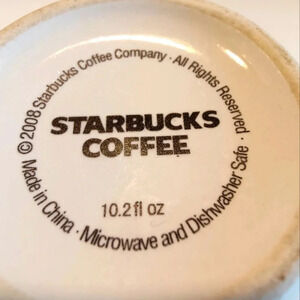 ©2008 Starbucks Coffee Company · All Rights Reserved ·
STARBUCKS
COFFEE
10.2 fl oz
Made in China · Microwave and Dishwasher Safe ·